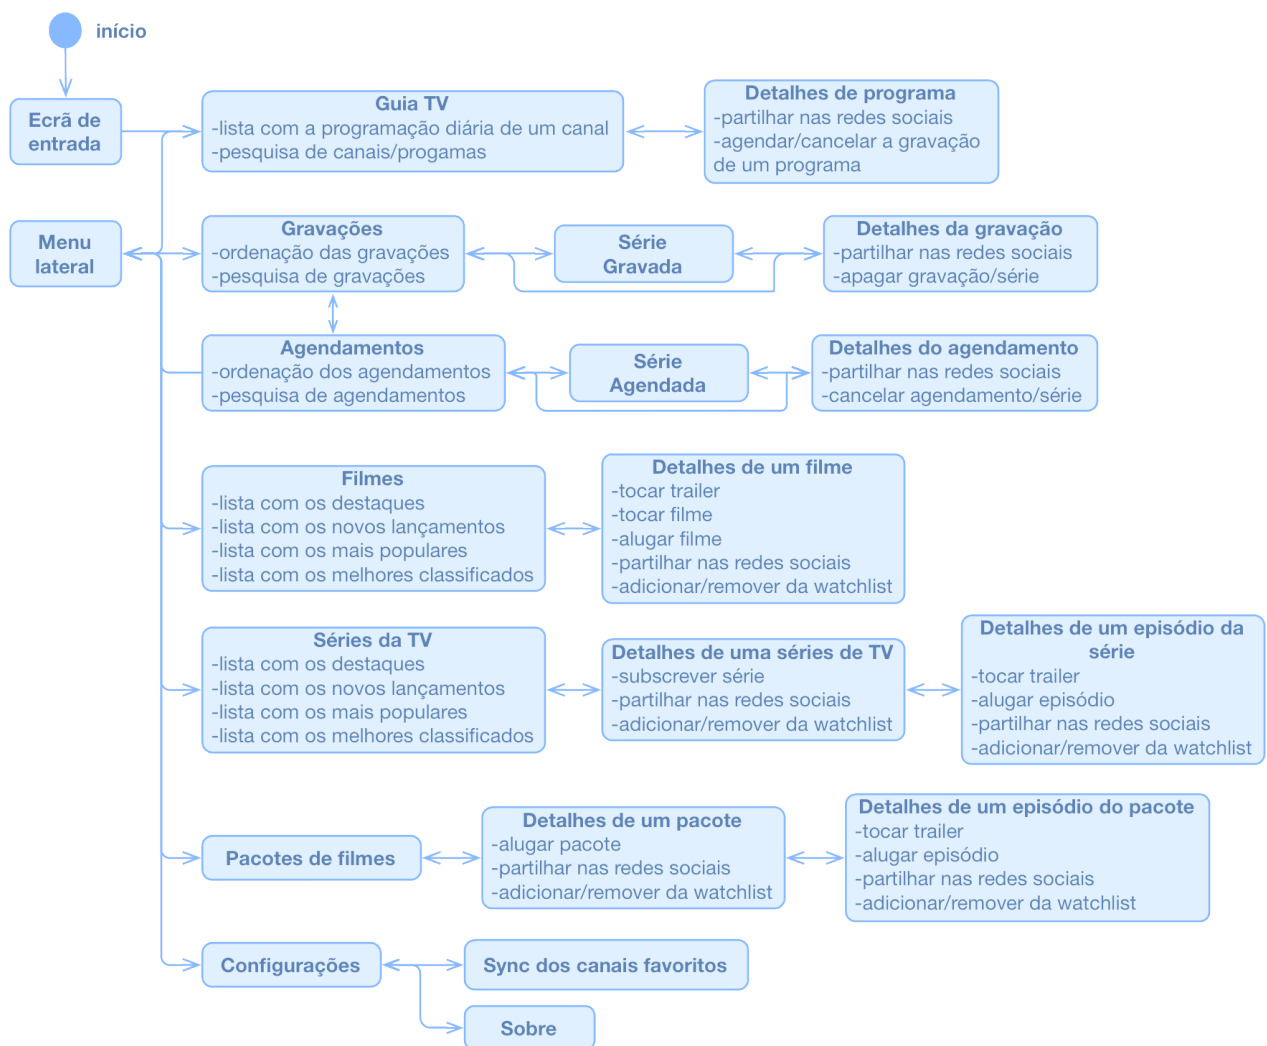 início
Ecrã de
entrada
Guia TV
-lista com a programação diária de um canal
-pesquisa de canais/progamas
Detalhes de programa
-partilhar nas redes sociais
-agendar/cancelar a gravação
de um programa
Menu
lateral
Gravações
-ordenação das gravações
-pesquisa de gravações
Série
Gravada
Detalhes da gravação
-partilhar nas redes sociais
-apagar gravação/série
Agendamentos
-ordenação dos agendamentos
-pesquisa de agendamentos
Série
Agendada
Detalhes do agendamento
-partilhar nas redes sociais
-cancelar agendamento/série
Filmes
-lista com os destaques
-lista com os novos lançamentos
-lista com os mais populares
-lista com os melhores classificados
Detalhes de um filme
-tocar trailer
-tocar filme
-alugar filme
-partilhar nas redes sociais
-adicionar/remover da watchlist
Séries da TV
-lista com os destaques
-lista com os novos lançamentos
-lista com os mais populares
-lista com os melhores classificados
Detalhes de uma séries de TV
-subscrever série
-partilhar nas redes sociais
-adicionar/remover da watchlist
Detalhes de um episódio da
série
-tocar trailer
-alugar episódio
-partilhar nas redes sociais
-adicionar/remover da watchlist
Pacotes de filmes
Detalhes de um pacote
-alugar pacote
-partilhar nas redes sociais
-adicionar/remover da watchlist
Detalhes de um episódio do pacote
-tocar trailer
-alugar episódio
-partilhar nas redes sociais
-adicionar/remover da watchlist
Configurações
Sync dos canais favoritos
Sobre